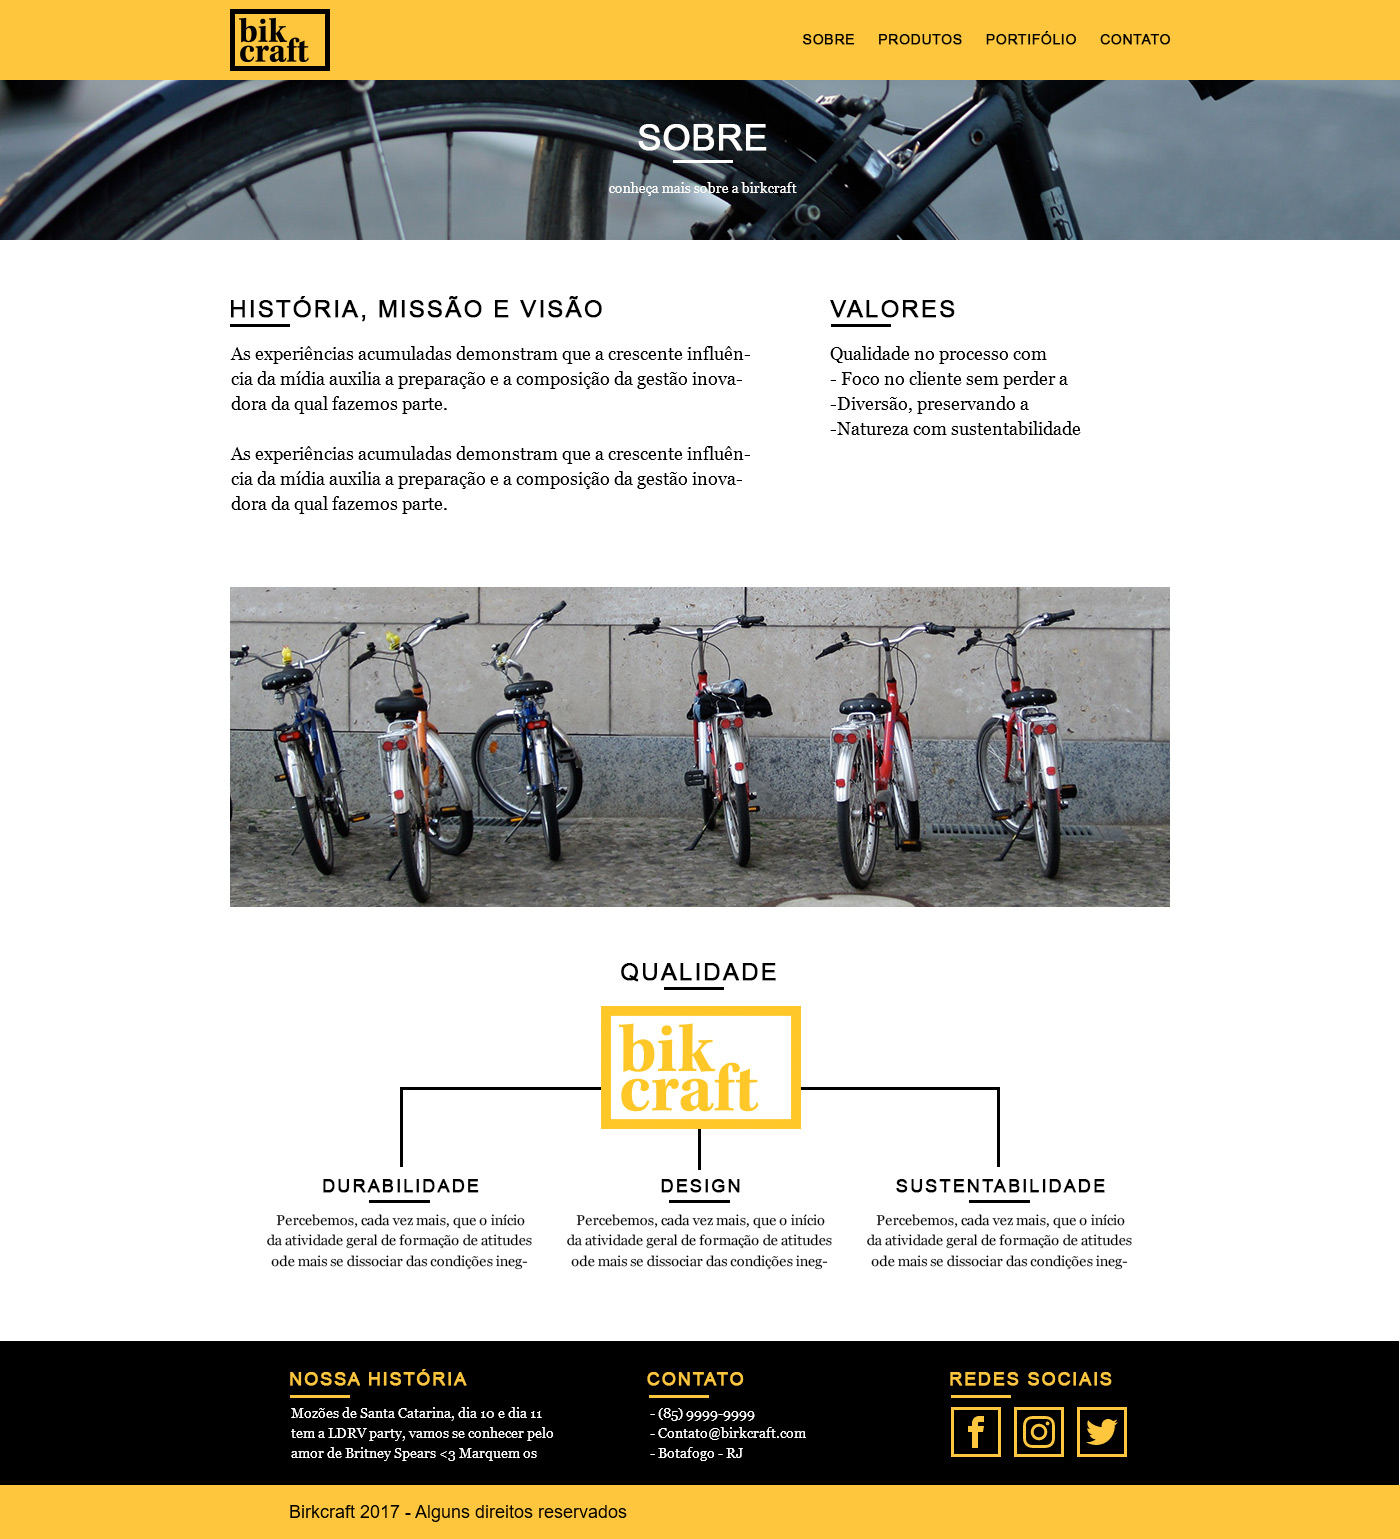 bik
craft
SOBRE PRODUTOS PORTIFÓLIO CONTATO
SOBRE
conheça mais sobre a birkcraft
HISTÓRIA, MISSÃO E VISÃO
As experiências acumuladas demonstram que a crescente influên-
cia da mídia auxilia a preparação e a composição da gestão inova-
dora da qual fazemos parte.
As experiências acumuladas demonstram que a crescente influên-
cia da mídia auxilia a preparação e a composição da gestão inova-
dora da qual fazemos parte.
VALORES
Qualidade no processo com
- Foco no cliente sem perder a
-Diversão, preservando a
-Natureza com sustentabilidade
QUALIDADE
bik
craft
DURABILIDADE
Percebemos, cada vez mais, que o início
da atividade geral de formação de atitudes
ode mais se dissociar das condições ineg-
DESIGN
Percebemos, cada vez mais, que o início
da atividade geral de formação de atitudes
ode mais se dissociar das condições ineg-
SUSTENTABILIDADE
Percebemos, cada vez mais, que o início
da atividade geral de formação de atitudes
ode mais se dissociar das condições ineg-
NOSSA HISTÓRIA
Mozões de Santa Catarina, dia 10 e dia 11
tem a LDRV party, vamos se conhecer pelo
amor de Britney Spears <3 Marquem os
CONTATO
- (85) 9999-9999
- Contato@birkcraft.com
- Botafogo - RJ
REDES SOCIAIS
Birkcraft 2017 - Alguns direitos reservados